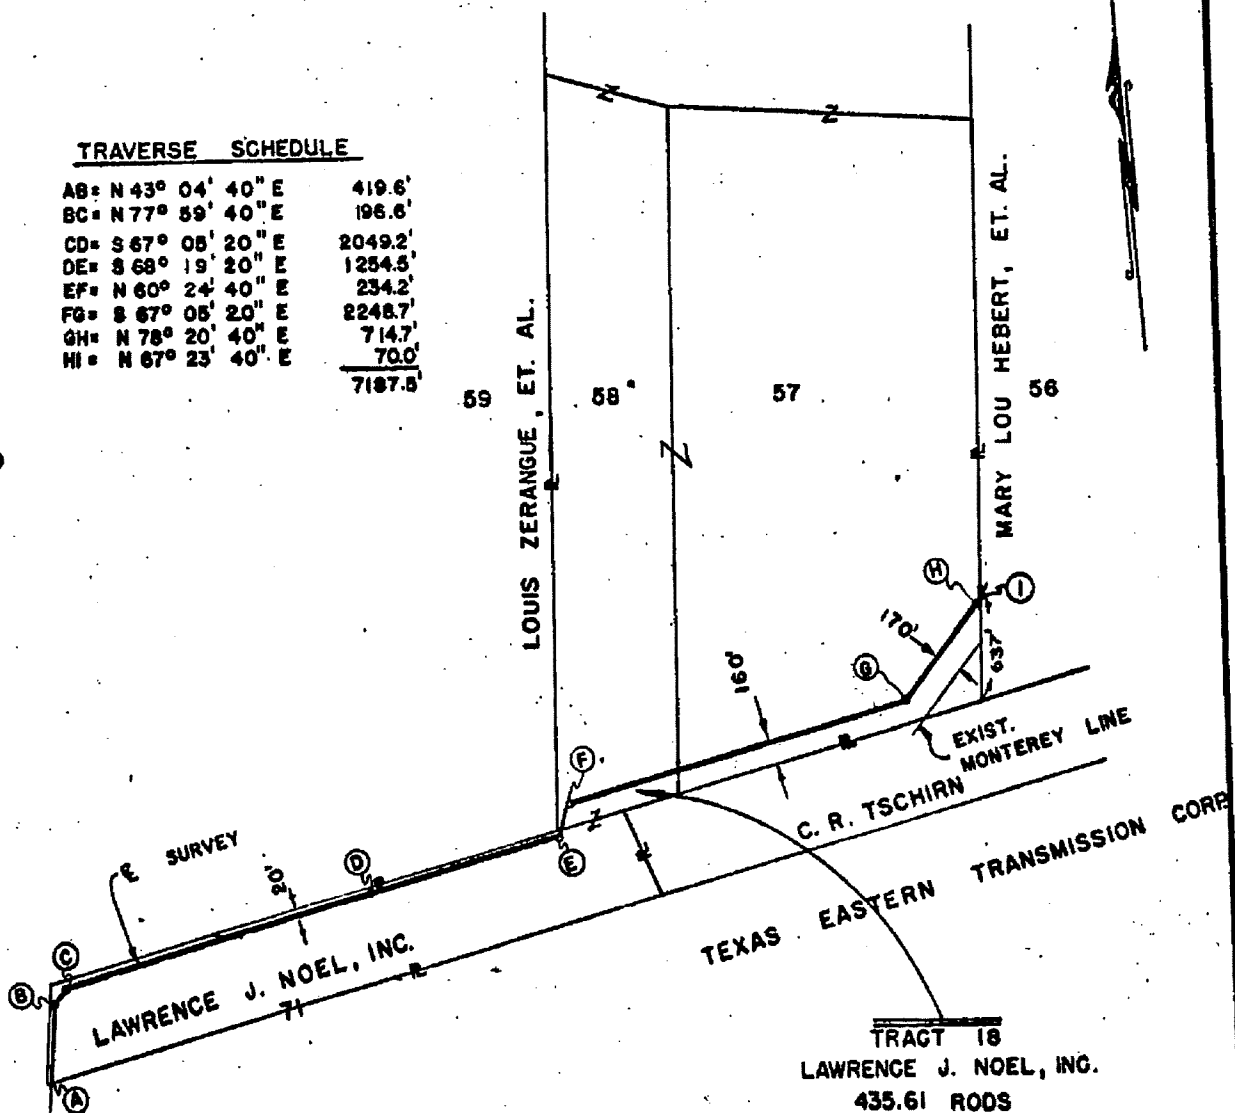 TRAVERSE SCHEDULE
AB= N 43° 04' 40" E 419.6'
BC= N 77° 59' 40" E 196.6'
CD= S 67° 05' 20" E 2049.2'
DE= S 68° 19' 20" E 1254.5'
EF= N 60° 24' 40" E 234.2'
FG= S 67° 05' 20" E 2248.7'
GH= N 78° 20' 40" E 714.7'
HI= N 67° 23' 40" E 70.0'
7187.5'
59
LOUIS ZERANGUE, ET. AL.
58
57
MARY LOU HEBERT, ET. AL.
56
H
I
170'
637'
G
160'
EXIST.
MONTEREY LINE
F
C. R. TSCHIRN
E
D
20'
℄ SURVEY
TEXAS EASTERN TRANSMISSION CORP.
C
B
LAWRENCE J. NOEL, INC.
71
A
TRACT 18
LAWRENCE J. NOEL, INC.
435.61 RODS